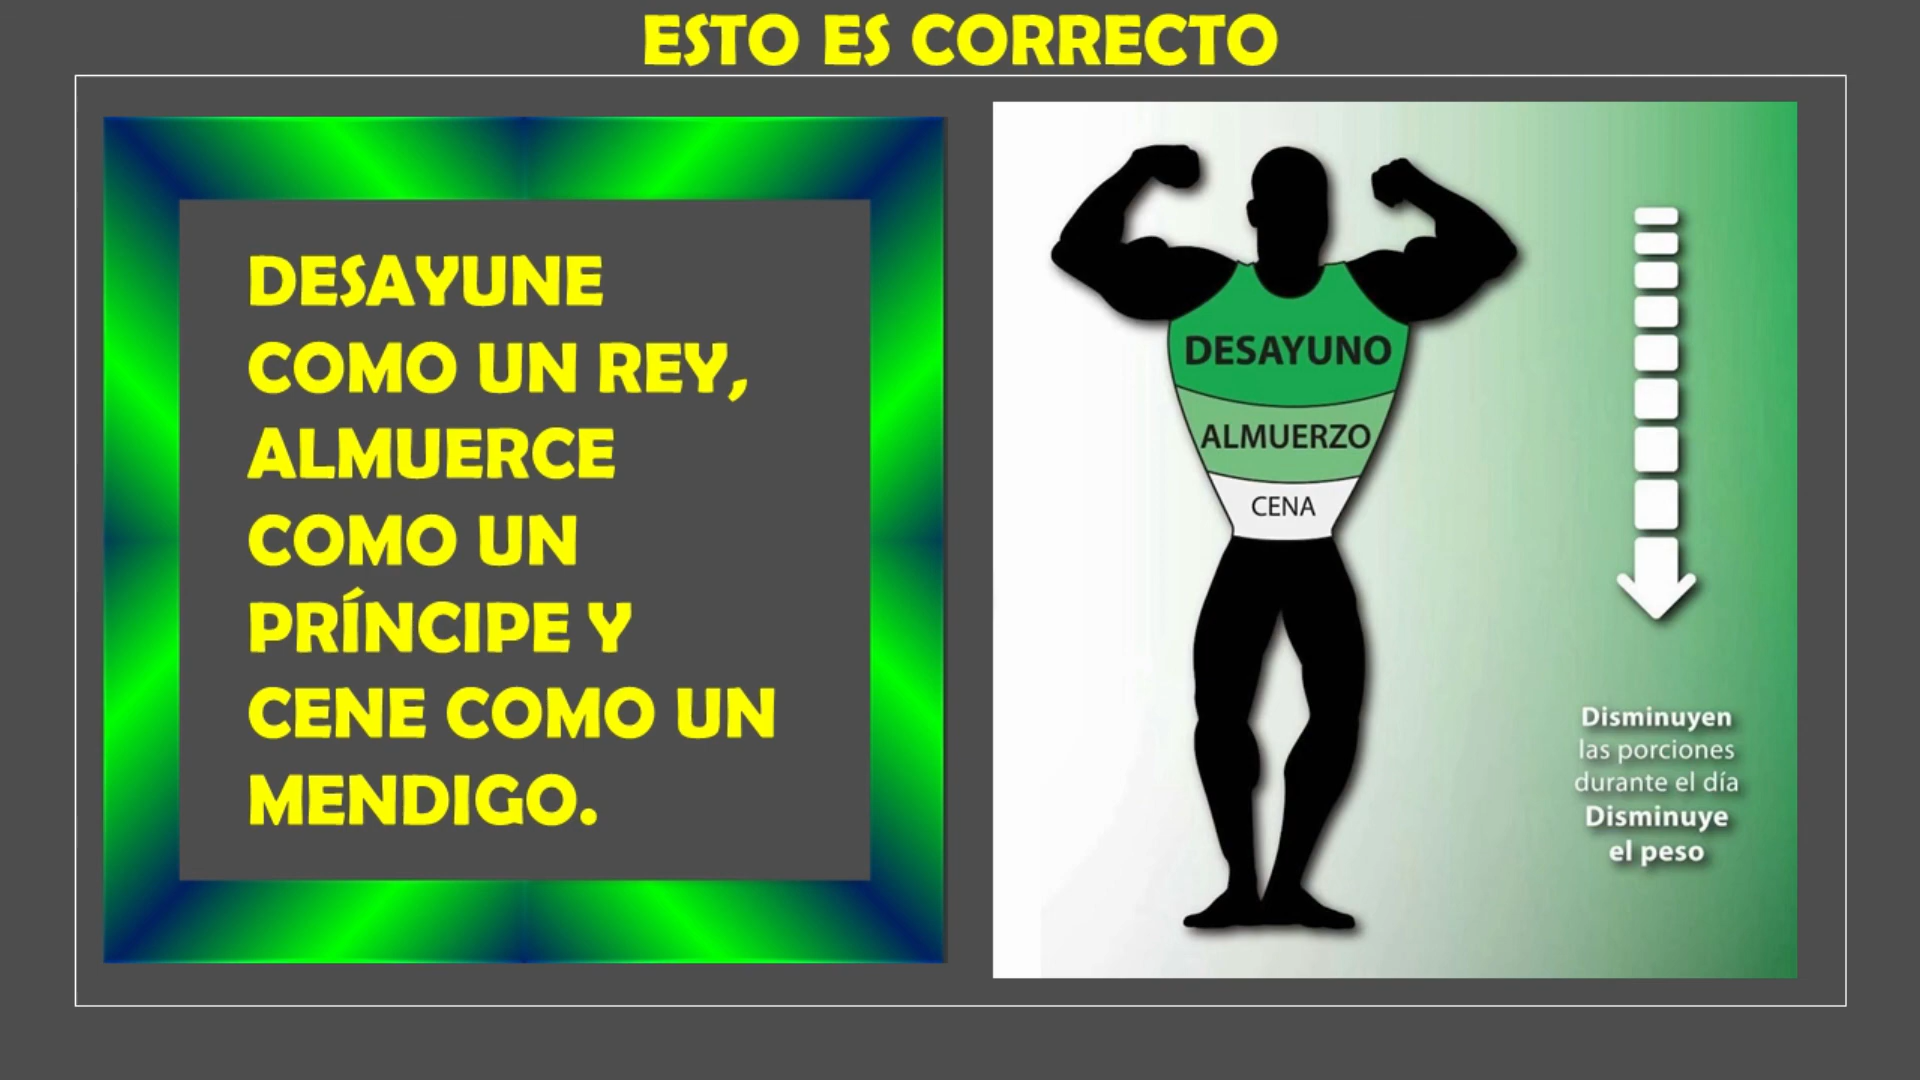 ESTO ES CORRECTO
DESAYUNE
COMO UN REY,
ALMUERCE
COMO UN
PRÍNCIPE Y
CENE COMO UN
MENDIGO.
DESAYUNO
ALMUERZO
CENA
Disminuyen
las porciones
durante el día
Disminuye
el peso